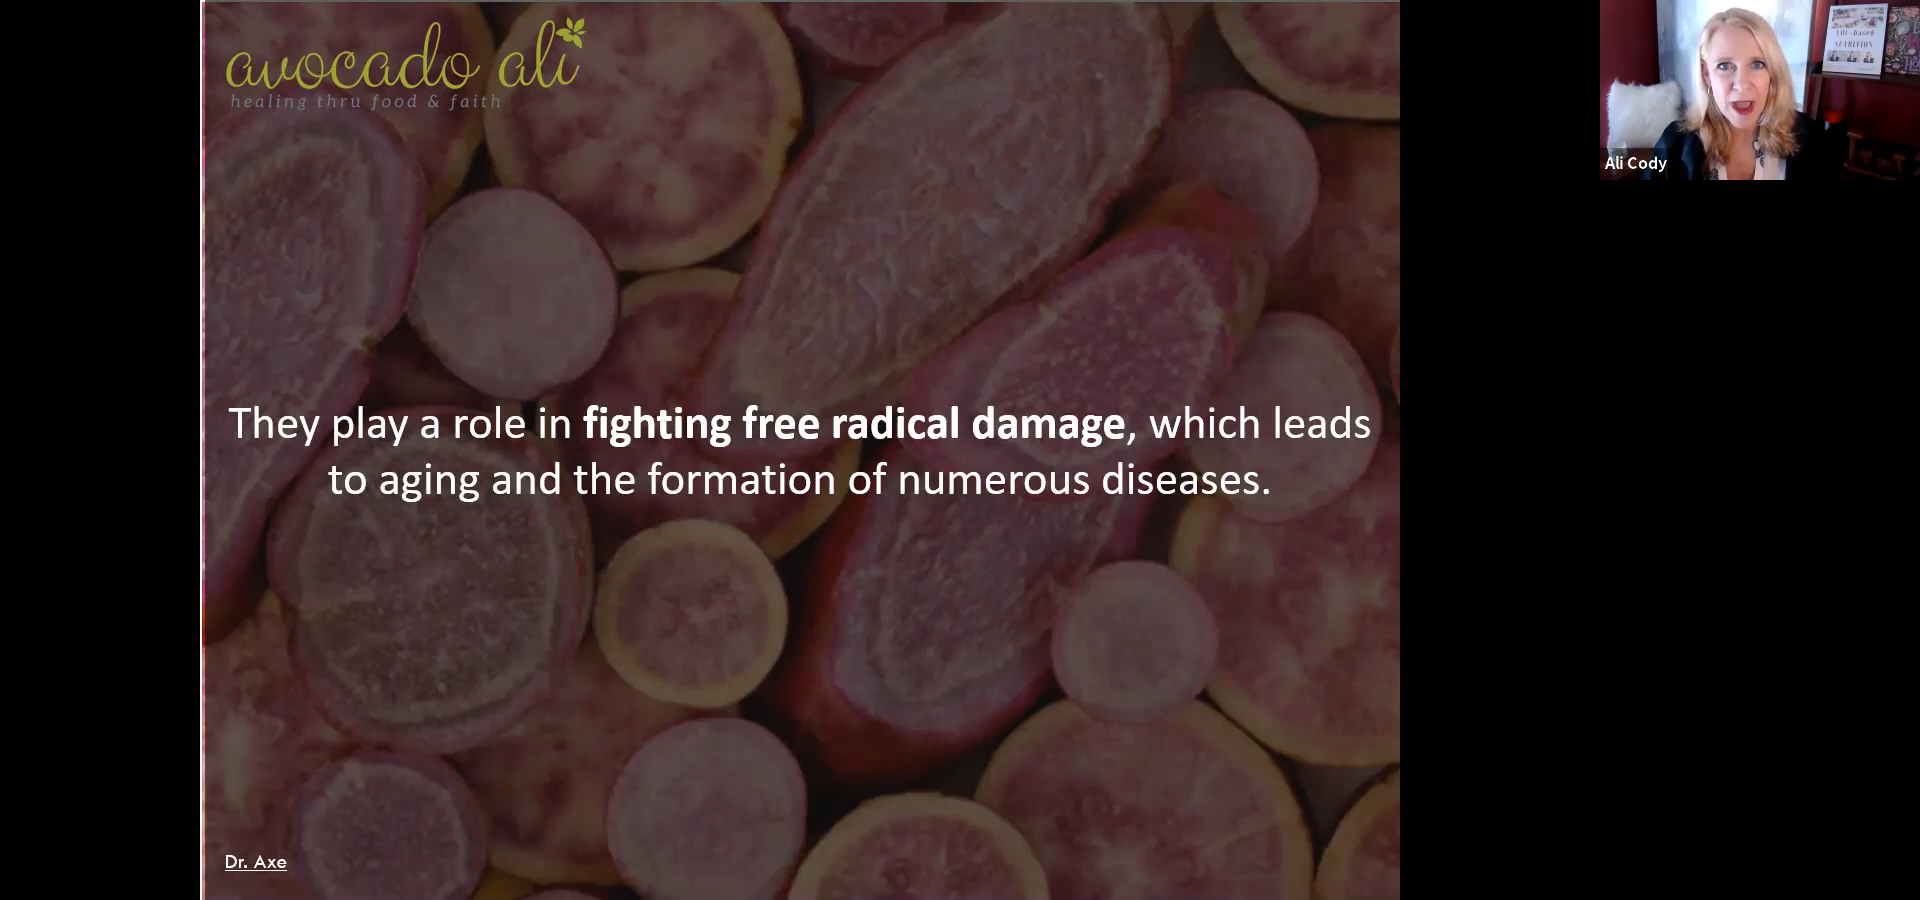 avocado ali
healing thru food & faith
They play a role in fighting free radical damage, which leads
to aging and the formation of numerous diseases.
Dr. Axe
Ali Cody
NUTRITION